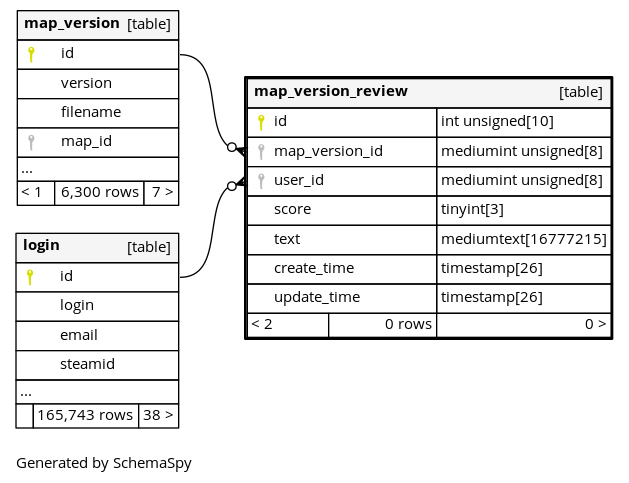 map_version [table]
id
version
filename
map_id
...
< 1 6,300 rows 7 >
map_version_review [table]
id int unsigned[10]
map_version_id mediumint unsigned[8]
user_id mediumint unsigned[8]
score tinyint[3]
text mediumtext[16777215]
create_time timestamp[26]
update_time timestamp[26]
< 2 0 rows 0 >
login [table]
id
login
email
steamid
...
165,743 rows 38 >
Generated by SchemaSpy